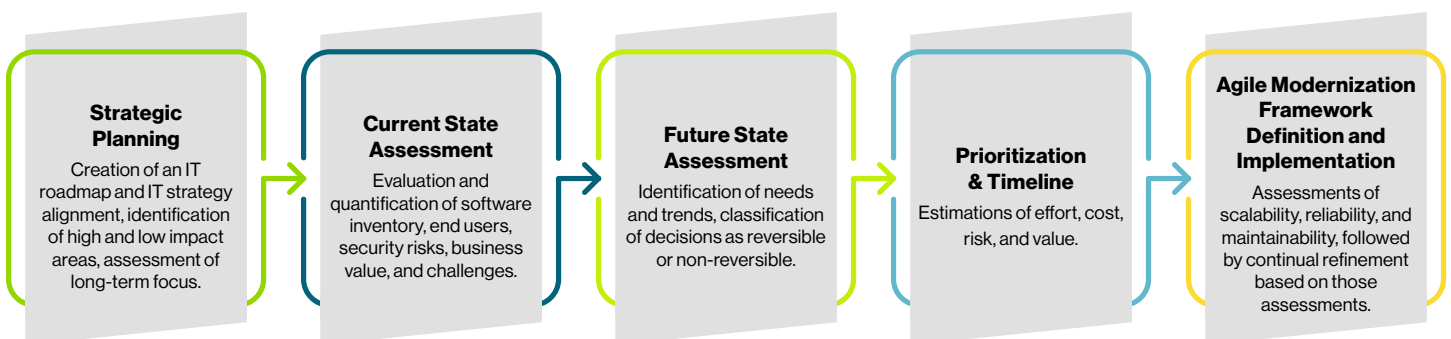 Strategic
Planning
Creation of an IT
roadmap and IT strategy
alignment, identification
of high and low impact
areas, assessment of
long-term focus.
Current State
Assessment
Evaluation and
quantification of software
inventory, end users,
security risks, business
value, and challenges.
Future State
Assessment
Identification of needs
and trends, classification
of decisions as reversible
or non-reversible.
Prioritization
& Timeline
Estimations of effort, cost,
risk, and value.
Agile Modernization
Framework
Definition and
Implementation
Assessments of
scalability, reliability, and
maintainability, followed
by continual refinement
based on those
assessments.